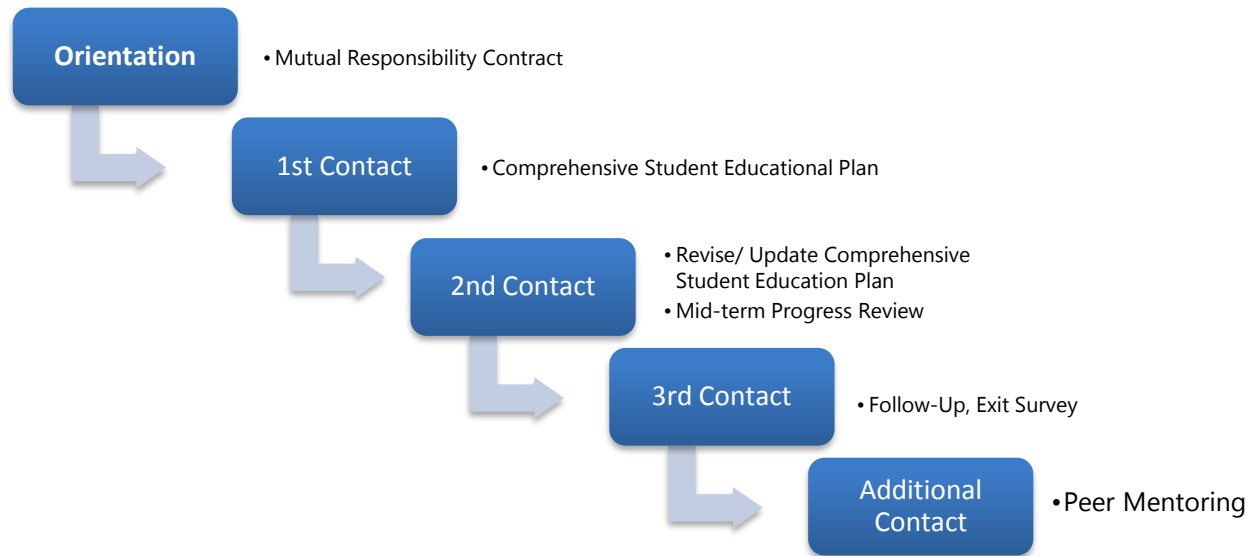 Orientation
• Mutual Responsibility Contract
1st Contact
• Comprehensive Student Educational Plan
2nd Contact
• Revise/ Update Comprehensive
Student Education Plan
• Mid-term Progress Review
3rd Contact
• Follow-Up, Exit Survey
Additional
Contact
• Peer Mentoring